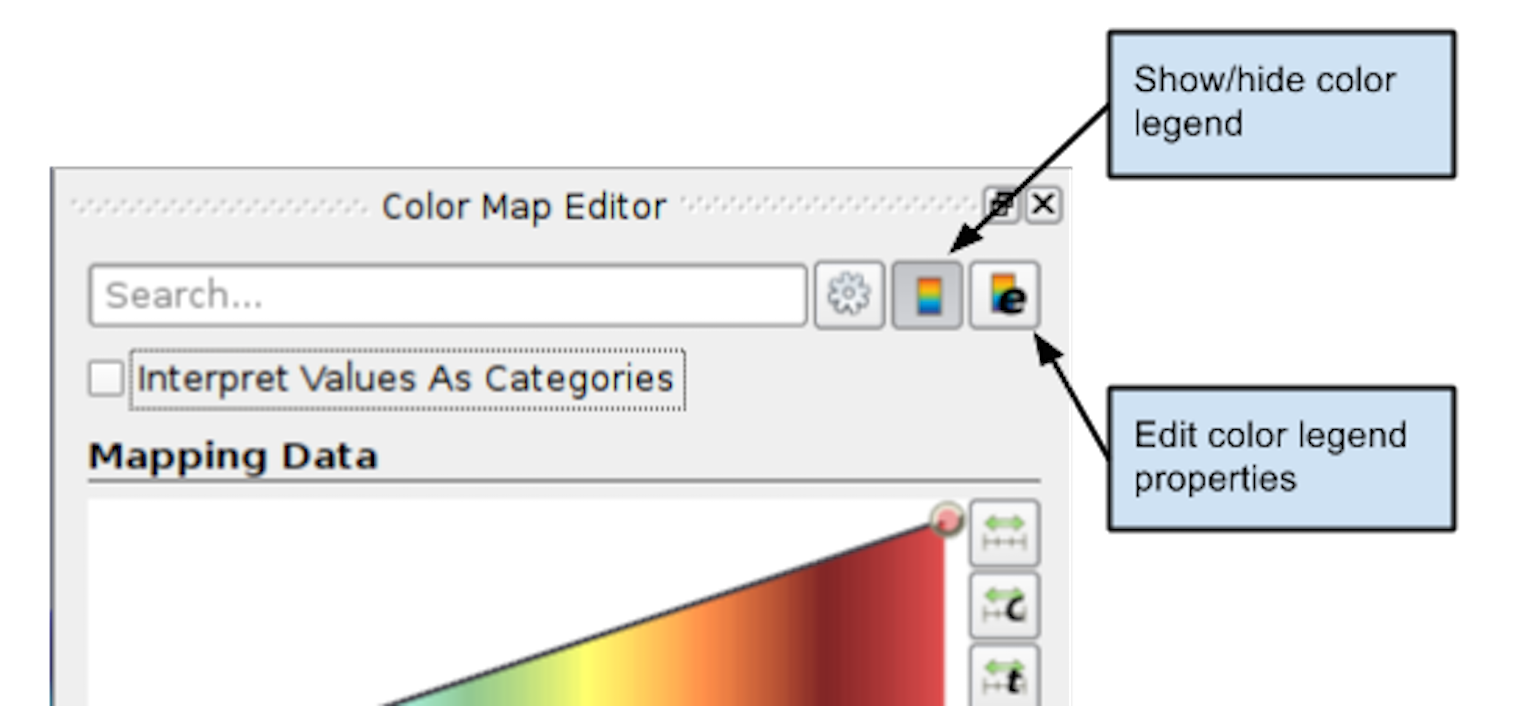 Show/hide color
legend
Color Map Editor
Search...
e
Interpret Values As Categories
Edit color legend
properties
Mapping Data
c
t